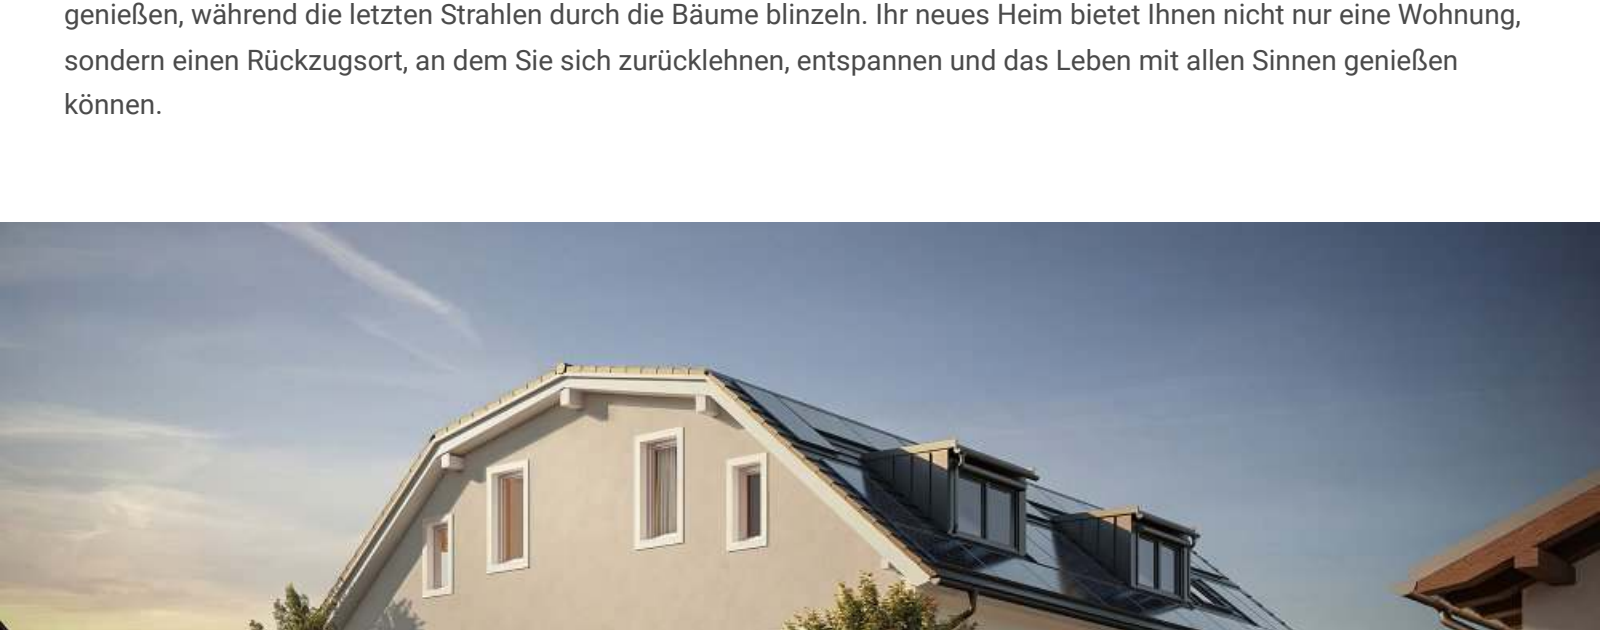 genießen, während die letzten Strahlen durch die Bäume blinzeln. Ihr neues Heim bietet Ihnen nicht nur eine Wohnung,
sondern einen Rückzugsort, an dem Sie sich zurücklehnen, entspannen und das Leben mit allen Sinnen genießen
können.